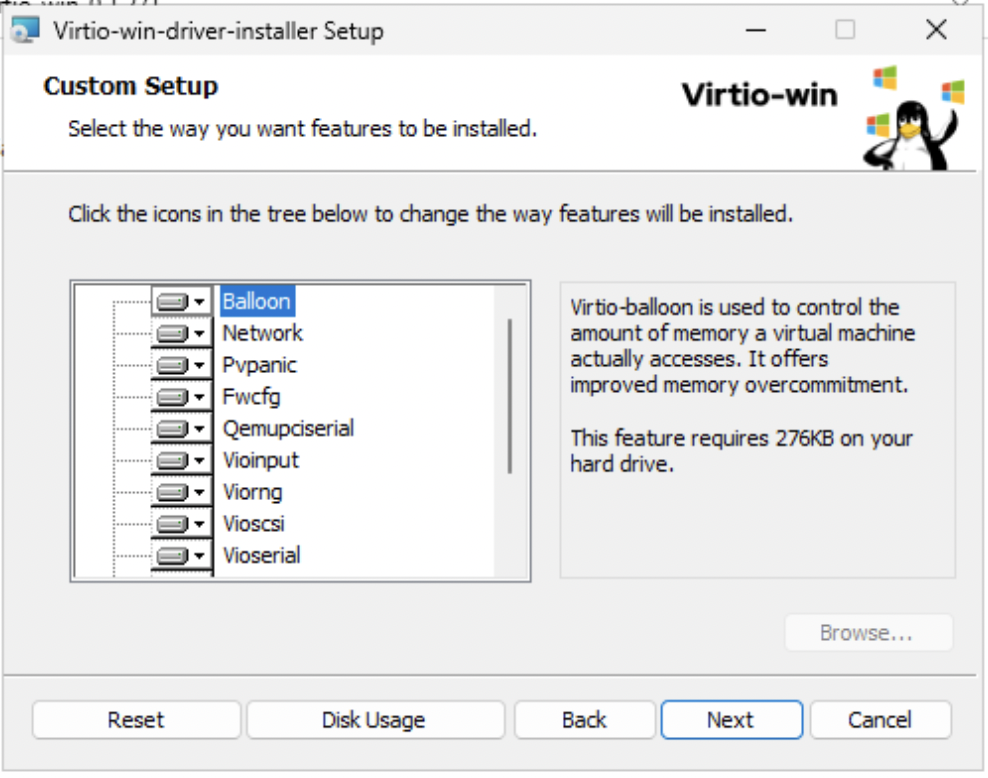 Virtio-win-driver-installer Setup
Custom Setup
Virtio-win
Select the way you want features to be installed.
Click the icons in the tree below to change the way features will be installed.
Balloon
Network
Pvpanic
Fwcfg
Qemupciserial
Vioinput
Viorng
Vioscsi
Vioserial
Virtio-balloon is used to control the
amount of memory a virtual machine
actually accesses. It offers
improved memory overcommitment.
This feature requires 276KB on your
hard drive.
Browse...
Reset
Disk Usage
Back
Next
Cancel